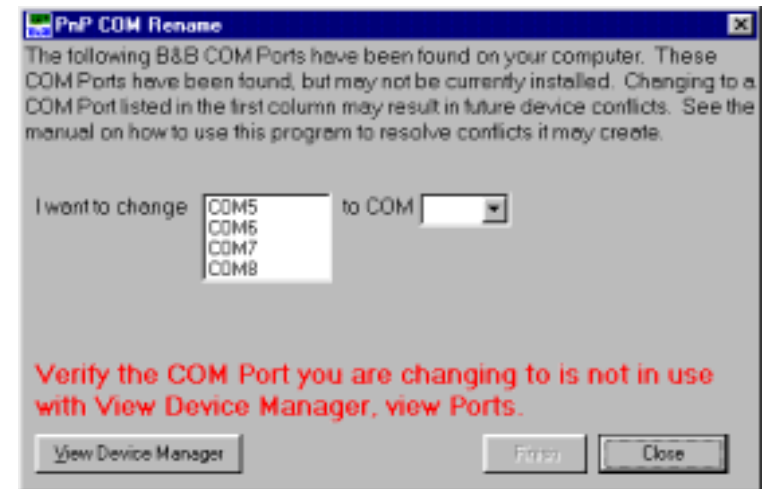 PnP COM Rename
The following B&B COM Ports have been found on your computer. These
COM Ports have been found, but may not be currently installed. Changing to a
COM Port listed in the first column may result in future device conflicts. See the
manual on how to use this program to resolve conflicts it may create.
I want to change COM5 to COM
COM6
COM7
COM8
Verify the COM Port you are changing to is not in use
with View Device Manager, view Ports.
View Device Manager Finish Close